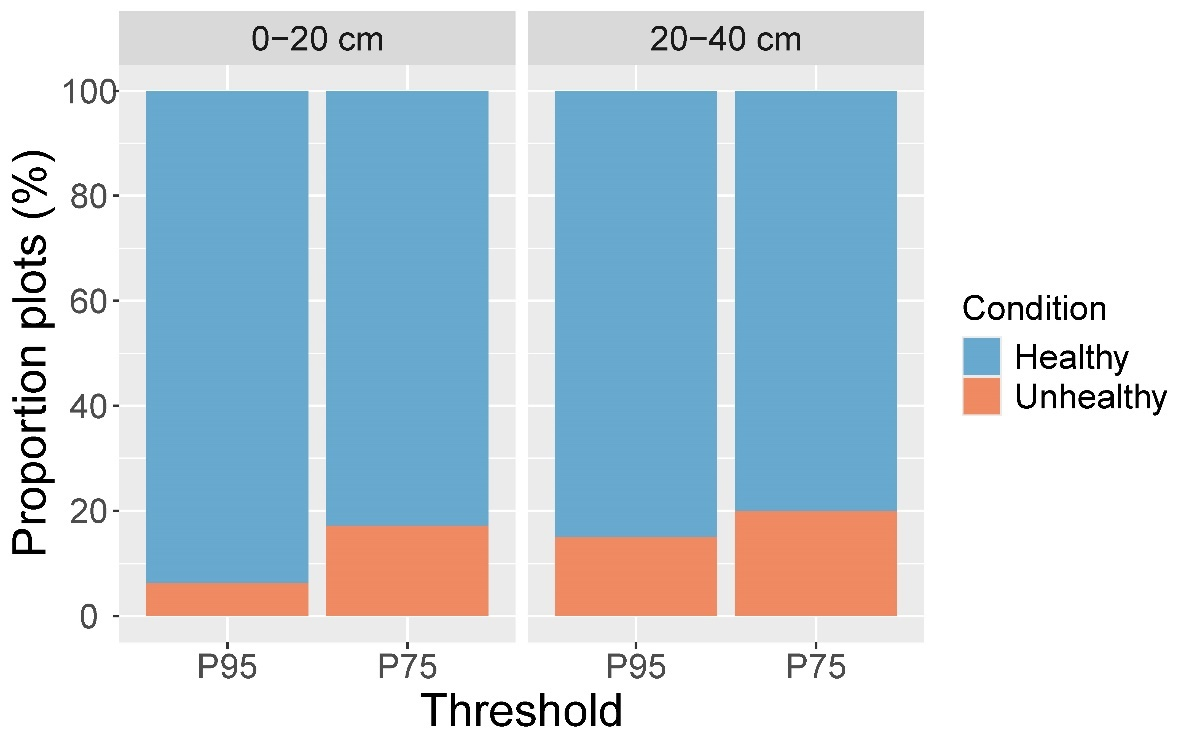 0−20 cm
20−40 cm
Proportion plots (%)
100
80
60
40
20
0
P95
P75
P95
P75
Threshold
Condition
Healthy
Unhealthy